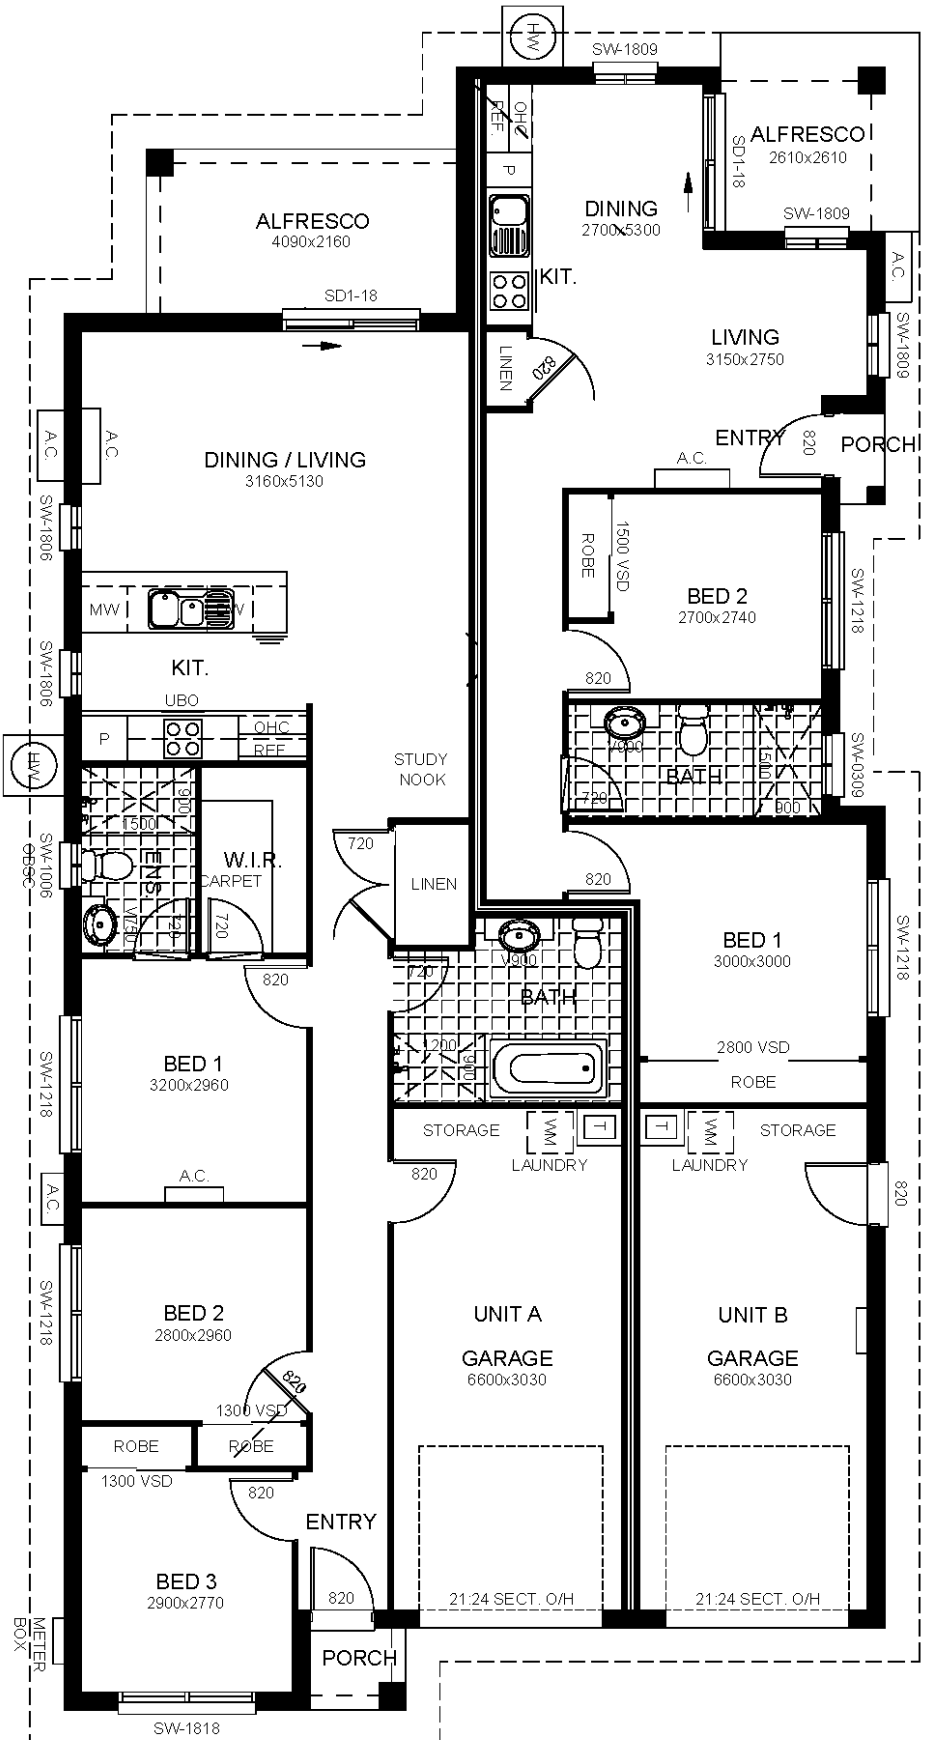 HW
SW-1809
REF.
OHC
P
SD1-18
ALFRESCO
2610x2610
DINING
2700x5300
SW-1809
A.C.
KIT.
ALFRESCO
4090x2160
SD1-18
LIVING
3150x2750
SW-1809
LINEN
820
ENTRY
820
PORCH
A.C.
A.C.
A.C.
DINING / LIVING
3160x5130
SW-1806
ROBE
1500 VSD
BED 2
2700x2740
SW-1218
MW
DW
820
KIT.
SW-1806
UBO
P
OHC
REF
HW
V900
BATH
1500
720
900
SW-0309
STUDY
NOOK
900
1500
ENS.
W.I.R.
CARPET
SW-1006
OBSC
V750
720
720
720
LINEN
820
BED 1
3000x3000
SW-1218
820
720
V900
BATH
1200
900
2800 VSD
ROBE
BED 1
3200x2960
SW-1218
A.C.
A.C.
STORAGE
WM
T
LAUNDRY
820
T
WM
STORAGE
LAUNDRY
820
SW-1218
BED 2
2800x2960
820
1300 VSD
ROBE
ROBE
1300 VSD
820
UNIT A
GARAGE
6600x3030
UNIT B
GARAGE
6600x3030
ENTRY
BED 3
2900x2770
820
21:24 SECT. O/H
21:24 SECT. O/H
METER
BOX
PORCH
SW-1818